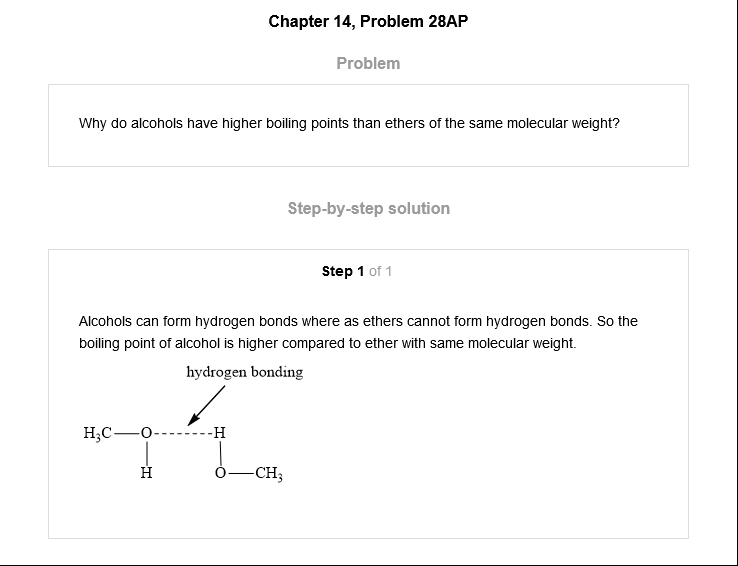 Chapter 14, Problem 28AP
Problem
Why do alcohols have higher boiling points than ethers of the same molecular weight?
Step-by-step solution
Step 1 of 1
Alcohols can form hydrogen bonds where as ethers cannot form hydrogen bonds. So the
boiling point of alcohol is higher compared to ether with same molecular weight.
hydrogen bonding
H₃C—O--------H
H
O—CH₃